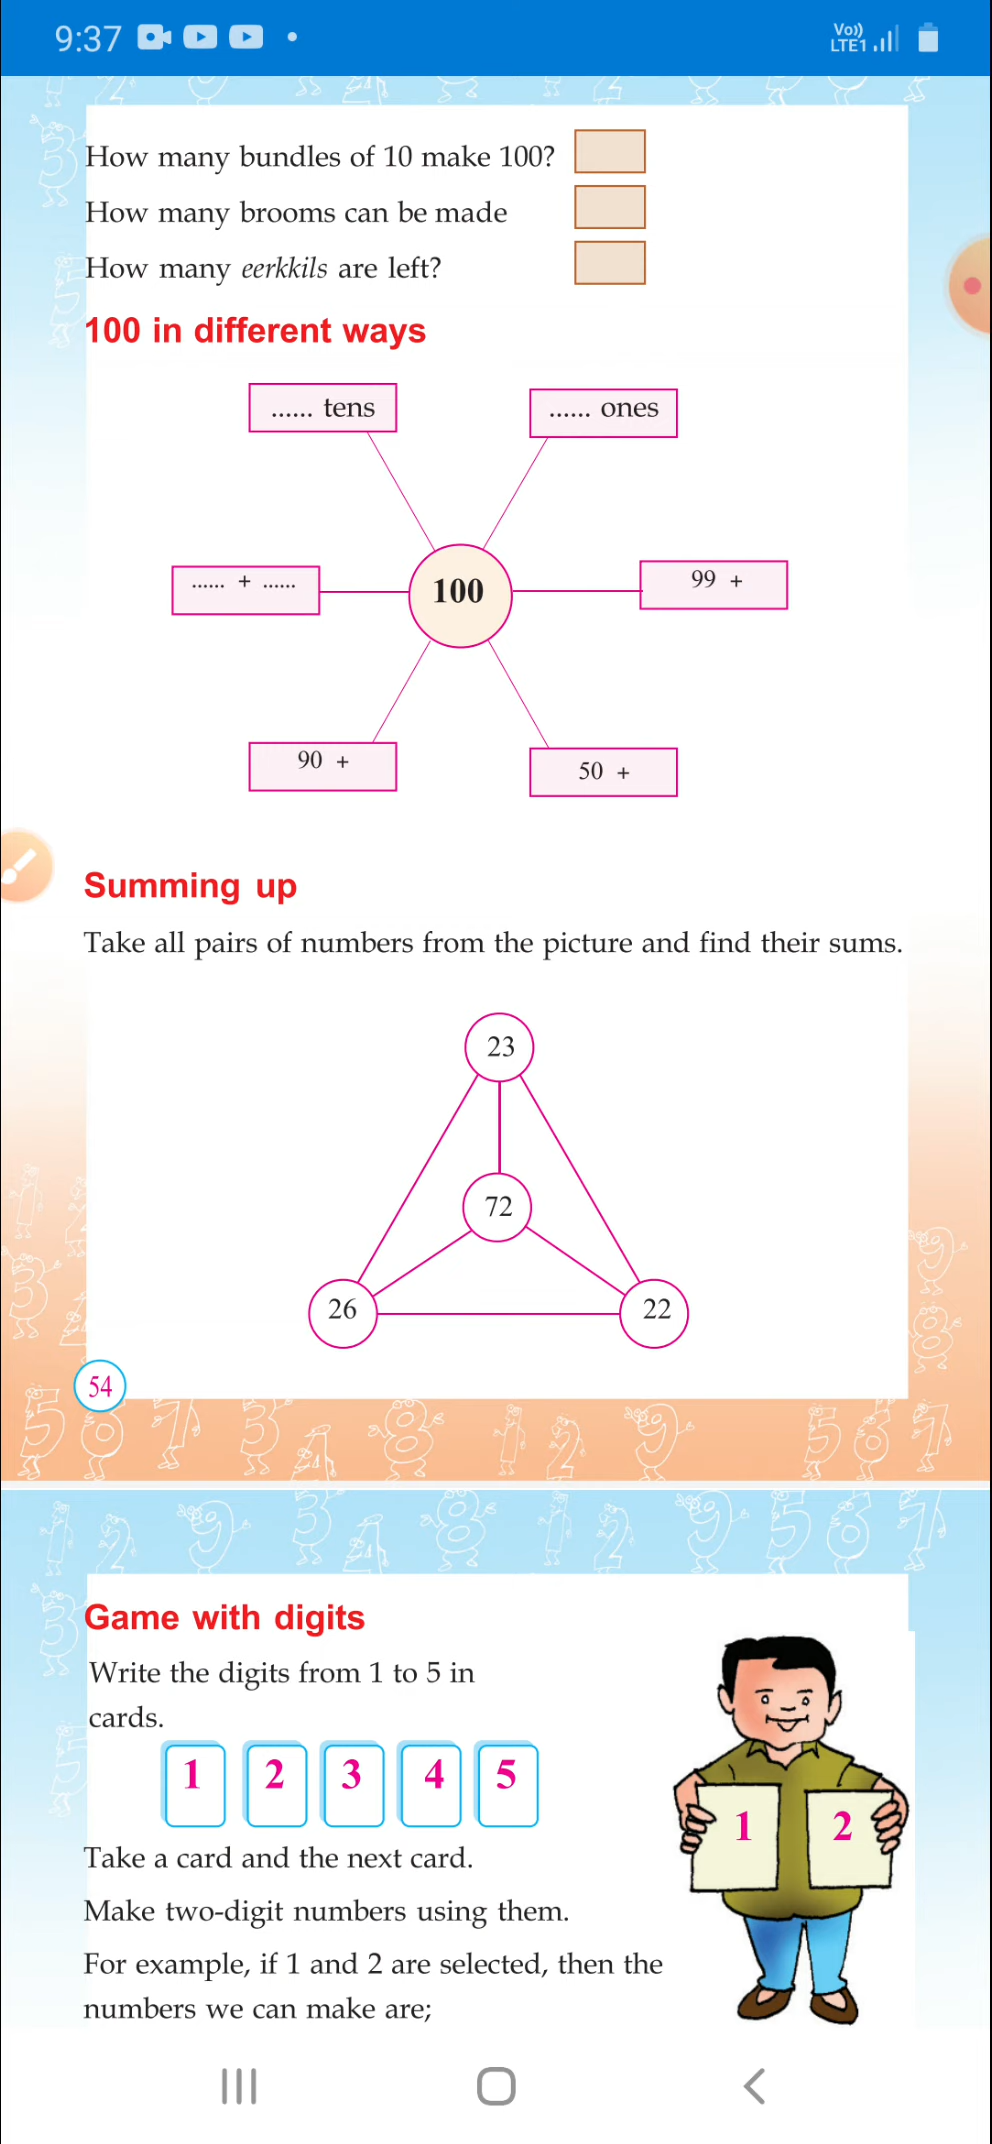 9:37
Vo))
LTE1
How many bundles of 10 make 100?
How many brooms can be made
How many eerkkils are left?
100 in different ways
...... tens
...... ones
...... + ......
100
99 +
90 +
50 +
Summing up
Take all pairs of numbers from the picture and find their sums.
23
72
26
22
54
Game with digits
Write the digits from 1 to 5 in
cards.
1 2 3 4 5
1 2
Take a card and the next card.
Make two-digit numbers using them.
For example, if 1 and 2 are selected, then the
numbers we can make are;